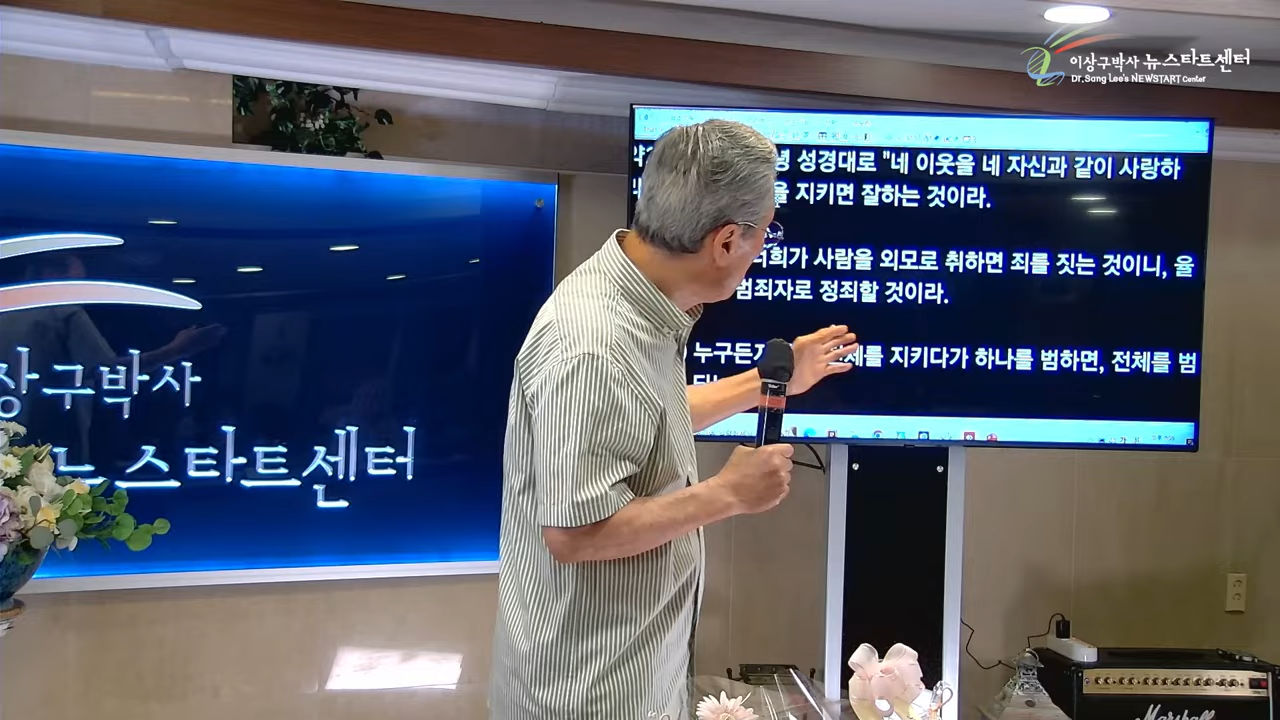 이상구박사 뉴스타트센터
Dr.Sang Lee's NEWSTART Center
성경대로 "네 이웃을 네 자신과 같이 사랑하
을 지키면 잘하는 것이라.
너희가 사람을 외모로 취하면 죄를 짓는 것이니, 율
범죄자로 정죄할 것이라.
누구든지 체를 지키다가 하나를 범하면, 전체를 범
상구박사
뉴스타트센터
Marshall